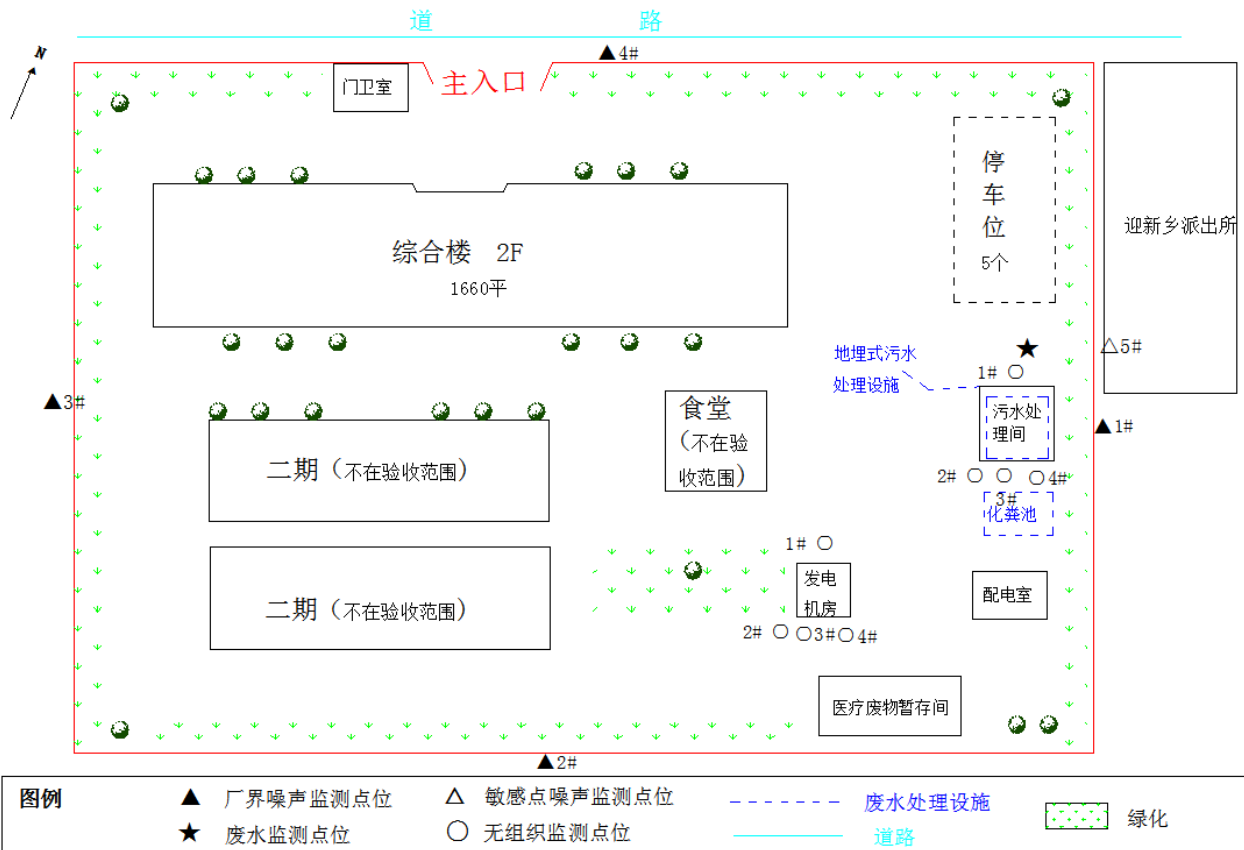 道 路
N
▲4#
门卫室
主入口
停
车
位
5个
迎新乡派出所
综合楼 2F
1660平
地埋式污水
处理设施
★
△5#
1# ○
▲3#
食堂
(不在验
收范围)
污水处
理间
▲1#
二期(不在验收范围)
2# ○ ○ ○4#
3#
化粪池
1# ○
发电
机房
配电室
二期(不在验收范围)
2# ○ ○3#○4#
医疗废物暂存间
▲2#
图例
▲ 厂界噪声监测点位
△ 敏感点噪声监测点位
废水处理设施
绿化
★ 废水监测点位
○ 无组织监测点位
道路